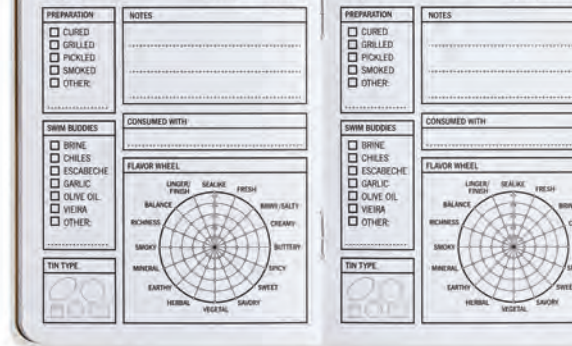 PREPARATION
CURED
GRILLED
PICKLED
SMOKED
OTHER:
SWIM BUDDIES
BRINE
CHILES
ESCABECHE
GARLIC
OLIVE OIL
VIEIRA
OTHER:
TIN TYPE
NOTES
CONSUMED WITH
FLAVOR WHEEL
SEALIKE
FRESH
BRINY/SALTY
CREAMY
BUTTERY
SPICY
SWEET
SAVORY
VEGETAL
HERBAL
EARTHY
MINERAL
SMOKY
RICHNESS
BALANCE
LINGER/
FINISH
PREPARATION
CURED
GRILLED
PICKLED
SMOKED
OTHER:
SWIM BUDDIES
BRINE
CHILES
ESCABECHE
GARLIC
OLIVE OIL
VIEIRA
OTHER:
TIN TYPE
NOTES
CONSUMED WITH
FLAVOR WHEEL
SEALIKE
FRESH
SAVORY
VEGETAL
HERBAL
EARTHY
MINERAL
SMOKY
RICHNESS
BALANCE
LINGER/
FINISH